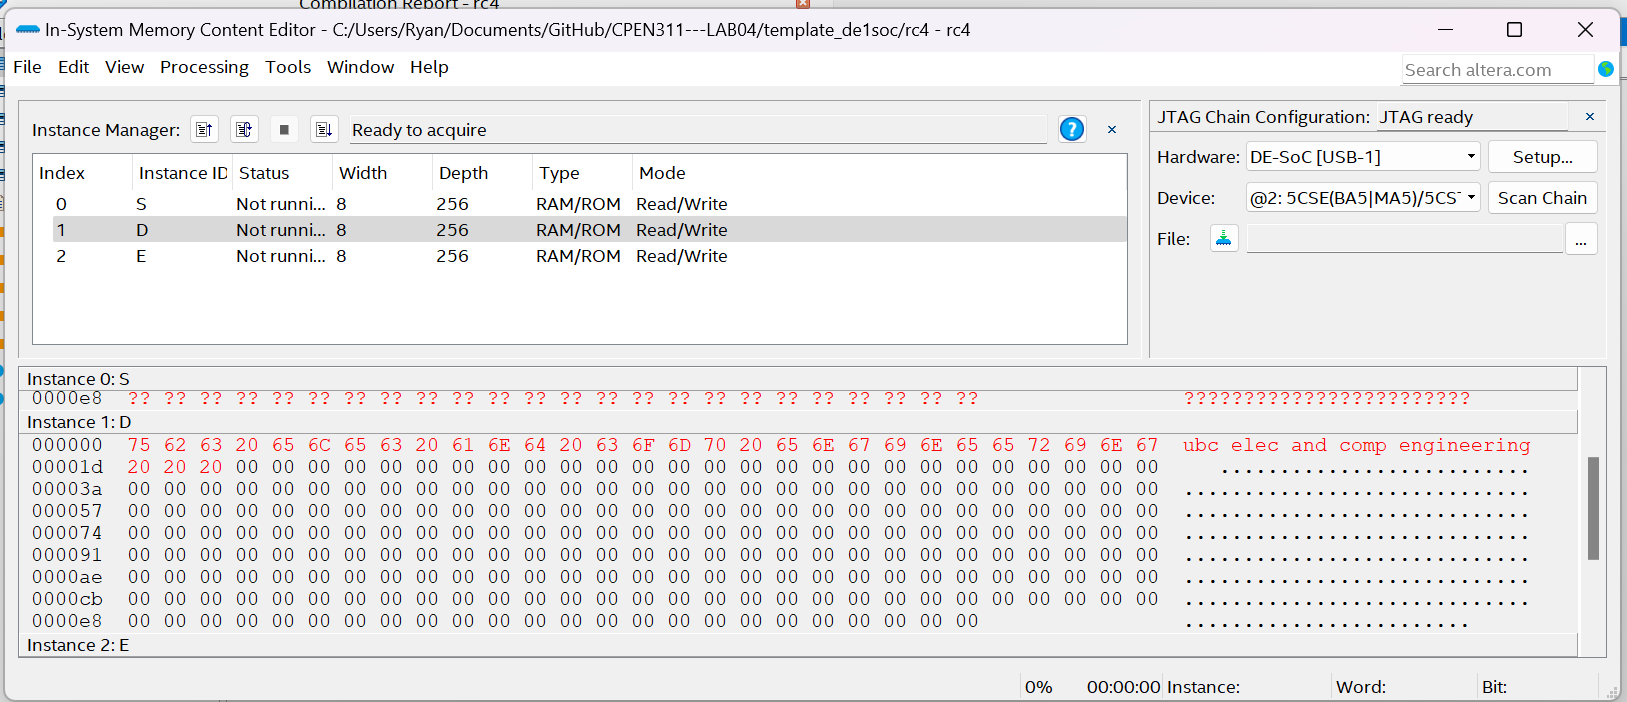 Compilation Report - rc4
In-System Memory Content Editor - C:/Users/Ryan/Documents/GitHub/CPEN311---LAB04/template_de1soc/rc4 - rc4
File Edit View Processing Tools Window Help
Search altera.com
Instance Manager: Ready to acquire
JTAG Chain Configuration: JTAG ready
Index Instance ID Status Width Depth Type Mode
0 S Not runni... 8 256 RAM/ROM Read/Write
1 D Not runni... 8 256 RAM/ROM Read/Write
2 E Not runni... 8 256 RAM/ROM Read/Write
Hardware: DE-SoC [USB-1] Setup...
Device: @2: 5CSE(BA5|MA5)/5CST Scan Chain
File: ...
Instance 0: S
0000e8 ?? ?? ?? ?? ?? ?? ?? ?? ?? ?? ?? ?? ?? ?? ?? ?? ?? ?? ?? ?? ?? ?? ?? ?? ????????????????????????
Instance 1: D
000000 75 62 63 20 65 6C 65 63 20 61 6E 64 20 63 6F 6D 70 20 65 6E 67 69 6E 65 65 72 69 6E 67 ubc elec and comp engineering
00001d 20 20 20 00 00 00 00 00 00 00 00 00 00 00 00 00 00 00 00 00 00 00 00 00 00 00 00 00 00 ..........................
00003a 00 00 00 00 00 00 00 00 00 00 00 00 00 00 00 00 00 00 00 00 00 00 00 00 00 00 00 00 00 .............................
000057 00 00 00 00 00 00 00 00 00 00 00 00 00 00 00 00 00 00 00 00 00 00 00 00 00 00 00 00 00 .............................
000074 00 00 00 00 00 00 00 00 00 00 00 00 00 00 00 00 00 00 00 00 00 00 00 00 00 00 00 00 00 .............................
000091 00 00 00 00 00 00 00 00 00 00 00 00 00 00 00 00 00 00 00 00 00 00 00 00 00 00 00 00 00 .............................
0000ae 00 00 00 00 00 00 00 00 00 00 00 00 00 00 00 00 00 00 00 00 00 00 00 00 00 00 00 00 00 .............................
0000cb 00 00 00 00 00 00 00 00 00 00 00 00 00 00 00 00 00 00 00 00 00 00 00 00 00 00 00 00 00 .............................
0000e8 00 00 00 00 00 00 00 00 00 00 00 00 00 00 00 00 00 00 00 00 00 00 00 00 ........................
Instance 2: E
0% 00:00:00 Instance: Word: Bit: